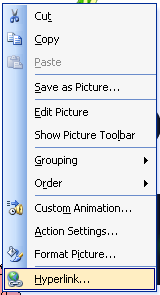 Cut
Copy
Paste
Save as Picture...
Edit Picture
Show Picture Toolbar
Grouping
Order
Custom Animation...
Action Settings...
Format Picture...
Hyperlink...